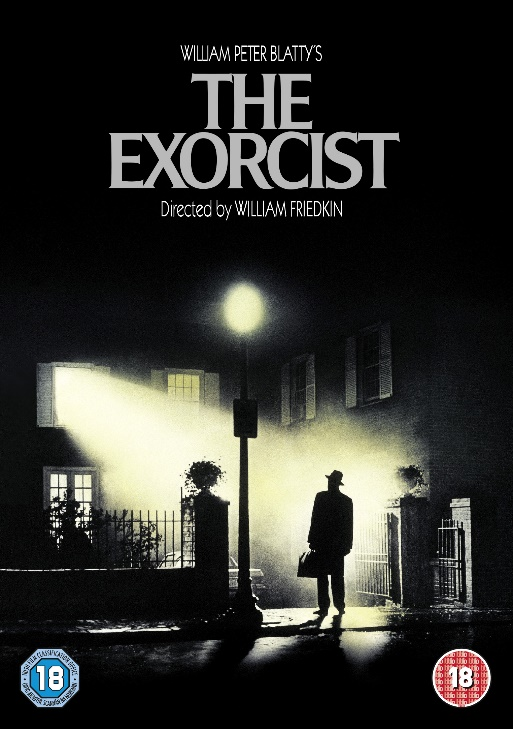 WILLIAM PETER BLATTY'S
THE
EXORCIST
Directed by WILLIAM FRIEDKIN
18
18